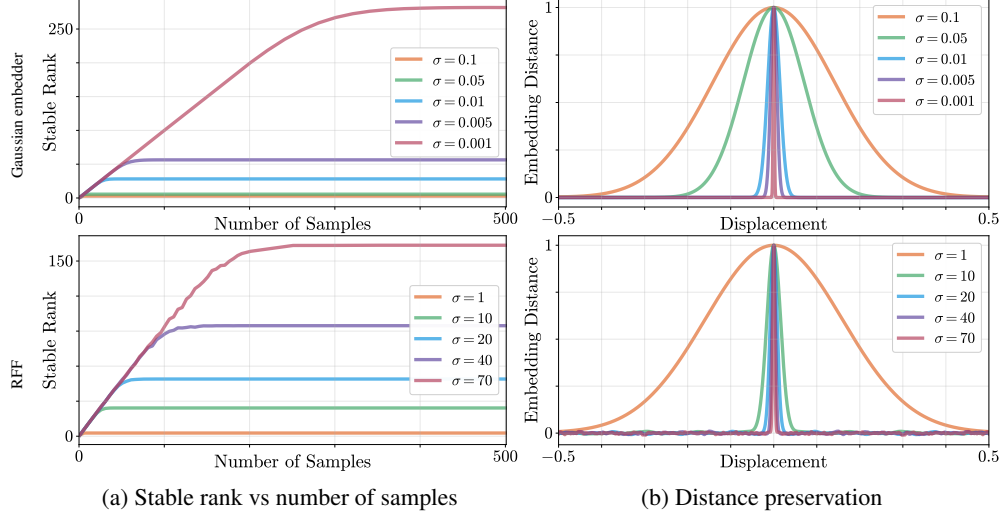 Gaussian embedder
Stable Rank
250
0
σ = 0.1
σ = 0.05
σ = 0.01
σ = 0.005
σ = 0.001
0
Number of Samples
500
Embedding Distance
1
0
σ = 0.1
σ = 0.05
σ = 0.01
σ = 0.005
σ = 0.001
−0.5
Displacement
0.5
RFF
Stable Rank
150
0
σ = 1
σ = 10
σ = 20
σ = 40
σ = 70
0
Number of Samples
500
Embedding Distance
1
0
σ = 1
σ = 10
σ = 20
σ = 40
σ = 70
−0.5
Displacement
0.5
(a) Stable rank vs number of samples
(b) Distance preservation